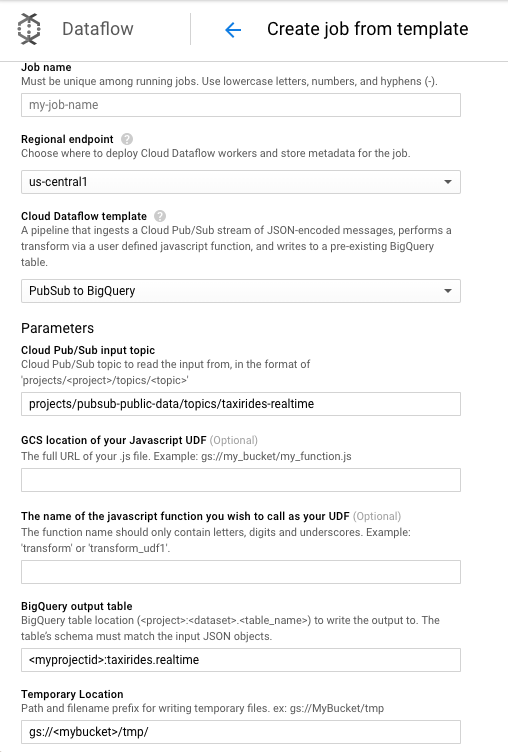 Dataflow
Create job from template
Job name
Must be unique among running jobs. Use lowercase letters, numbers, and hyphens (-).
my-job-name
Regional endpoint ?
Choose where to deploy Cloud Dataflow workers and store metadata for the job.
us-central1
Cloud Dataflow template ?
A pipeline that ingests a Cloud Pub/Sub stream of JSON-encoded messages, performs a
transform via a user defined javascript function, and writes to a pre-existing BigQuery
table.
PubSub to BigQuery
Parameters
Cloud Pub/Sub input topic
Cloud Pub/Sub topic to read the input from, in the format of
'projects/<project>/topics/<topic>'
projects/pubsub-public-data/topics/taxirides-realtime
GCS location of your Javascript UDF (Optional)
The full URL of your .js file. Example: gs://my_bucket/my_function.js
The name of the javascript function you wish to call as your UDF (Optional)
The function name should only contain letters, digits and underscores. Example:
'transform' or 'transform_udf1'.
BigQuery output table
BigQuery table location (<project>:<dataset>.<table_name>) to write the output to. The
table's schema must match the input JSON objects.
<myprojectid>:taxirides.realtime
Temporary Location
Path and filename prefix for writing temporary files. ex: gs://MyBucket/tmp
gs://<mybucket>/tmp/